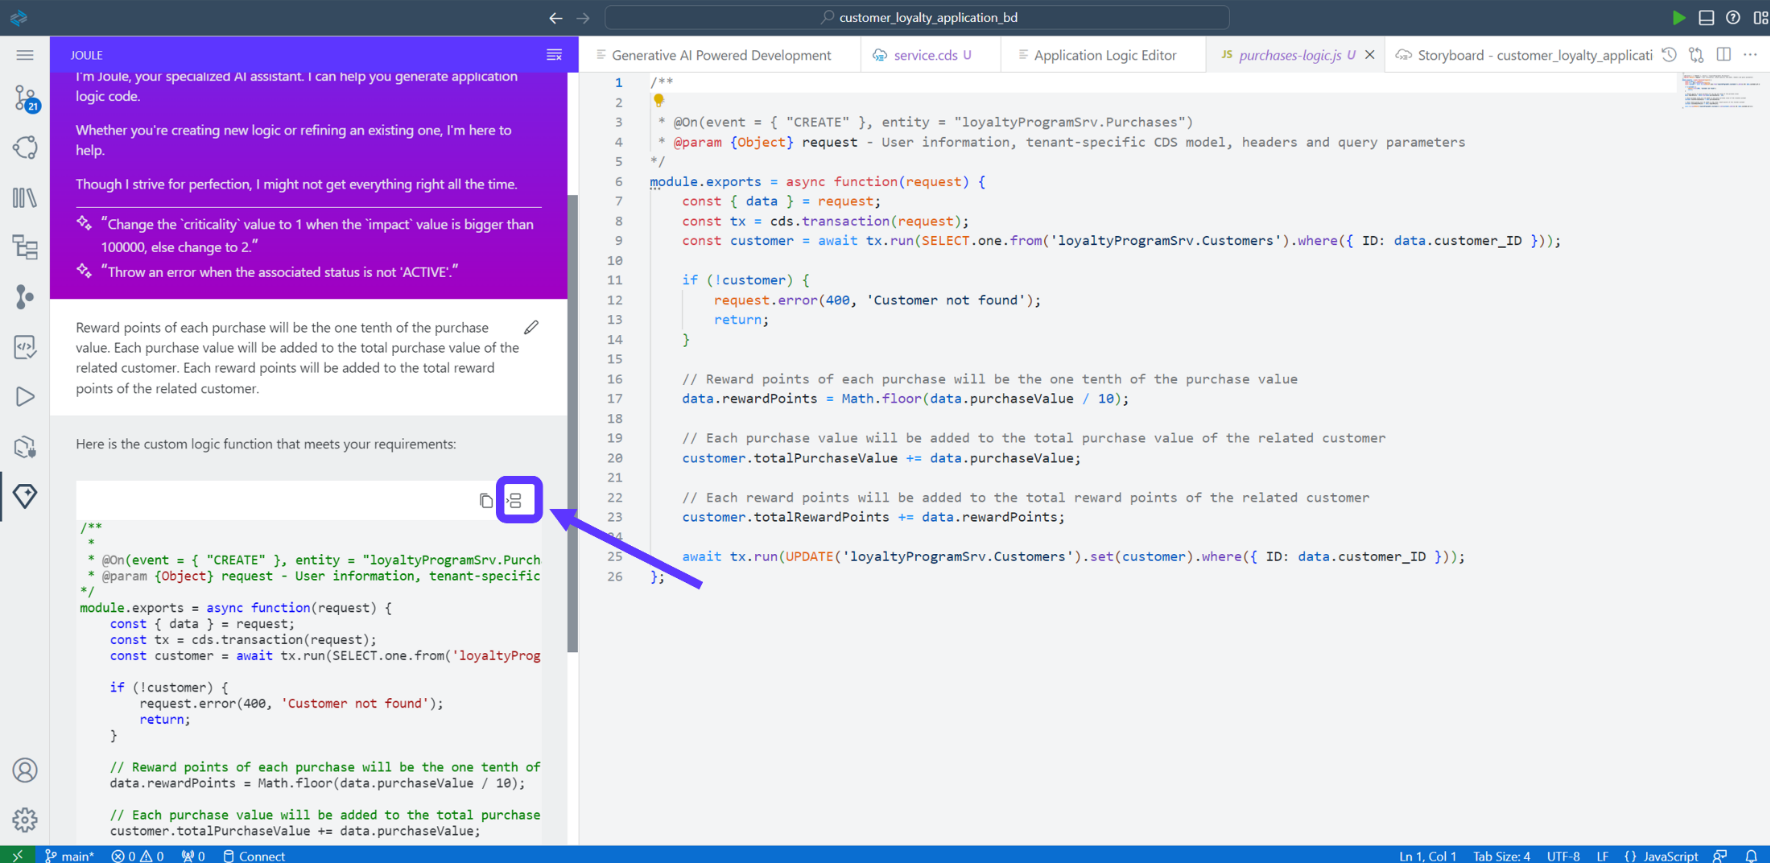 customer_loyalty_application_bd
JOULE
I'm Joule, your specialized AI assistant. I can help you generate application
logic code.
Whether you're creating new logic or refining an existing one, I'm here to
help.
Though I strive for perfection, I might not get everything right all the time.
"Change the `criticality` value to 1 when the `impact` value is bigger than
100000, else change to 2."
"Throw an error when the associated status is not 'ACTIVE'."
Reward points of each purchase will be the one tenth of the purchase
value. Each purchase value will be added to the total purchase value of the
related customer. Each reward points will be added to the total reward
points of the related customer.
Here is the custom logic function that meets your requirements:
/**
*
* @On(event = { "CREATE" }, entity = "loyaltyProgramSrv.Purch
* @param {Object} request - User information, tenant-specific
*/
module.exports = async function(request) {
const { data } = request;
const tx = cds.transaction(request);
const customer = await tx.run(SELECT.one.from('loyaltyProg
if (!customer) {
request.error(400, 'Customer not found');
return;
}
// Reward points of each purchase will be the one tenth of
data.rewardPoints = Math.floor(data.purchaseValue / 10);
// Each purchase value will be added to the total purchase
customer.totalPurchaseValue += data.purchaseValue;
21
Generative AI Powered Development
service.cds U
Application Logic Editor
JS purchases-logic.js U
Storyboard - customer_loyalty_applicati
1 /**
2
3 * @On(event = { "CREATE" }, entity = "loyaltyProgramSrv.Purchases")
4 * @param {Object} request - User information, tenant-specific CDS model, headers and query parameters
5 */
6 module.exports = async function(request) {
7 const { data } = request;
8 const tx = cds.transaction(request);
9 const customer = await tx.run(SELECT.one.from('loyaltyProgramSrv.Customers').where({ ID: data.customer_ID }));
10
11 if (!customer) {
12 request.error(400, 'Customer not found');
13 return;
14 }
15
16 // Reward points of each purchase will be the one tenth of the purchase value
17 data.rewardPoints = Math.floor(data.purchaseValue / 10);
18
19 // Each purchase value will be added to the total purchase value of the related customer
20 customer.totalPurchaseValue += data.purchaseValue;
21
22 // Each reward points will be added to the total reward points of the related customer
23 customer.totalRewardPoints += data.rewardPoints;
24
25 await tx.run(UPDATE('loyaltyProgramSrv.Customers').set(customer).where({ ID: data.customer_ID }));
26 };
main* 0 0 0 Connect
Ln 1, Col 1 Tab Size: 4 UTF-8 LF {} JavaScript